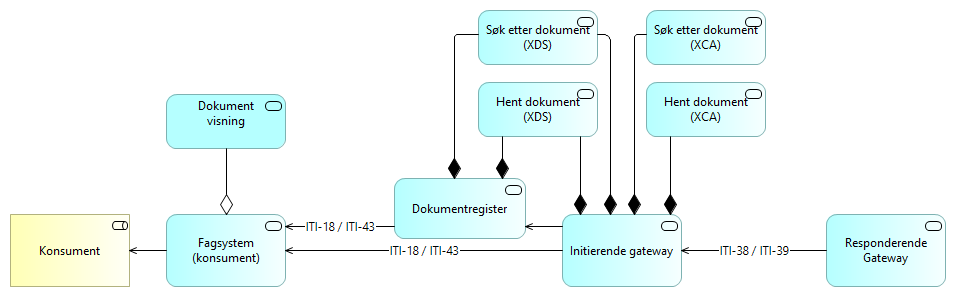 Søk etter dokument
(XDS)
Søk etter dokument
(XCA)
Hent dokument
(XDS)
Hent dokument
(XCA)
Dokument
visning
Dokumentregister
ITI-18 / ITI-43
Konsument
Fagsystem
(konsument)
ITI-18 / ITI-43
Initierende gateway
ITI-38 / ITI-39
Responderende
Gateway